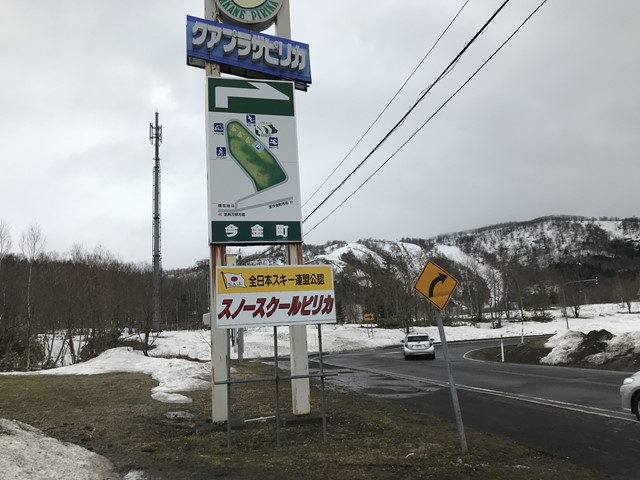 クアプラザピリカ
今金町
全日本スキー連盟公認
スノースクールピリカ